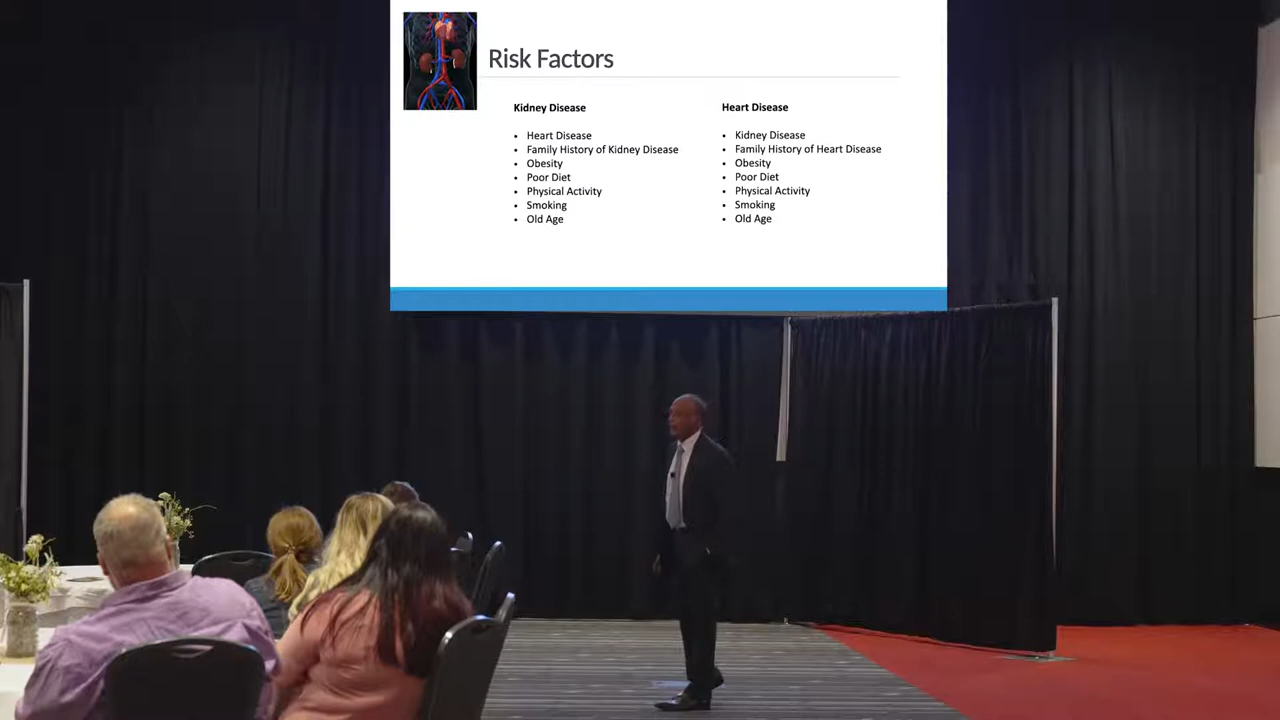 Risk Factors
Kidney Disease
• Heart Disease
• Family History of Kidney Disease
• Obesity
• Poor Diet
• Physical Activity
• Smoking
• Old Age
Heart Disease
• Kidney Disease
• Family History of Heart Disease
• Obesity
• Poor Diet
• Physical Activity
• Smoking
• Old Age